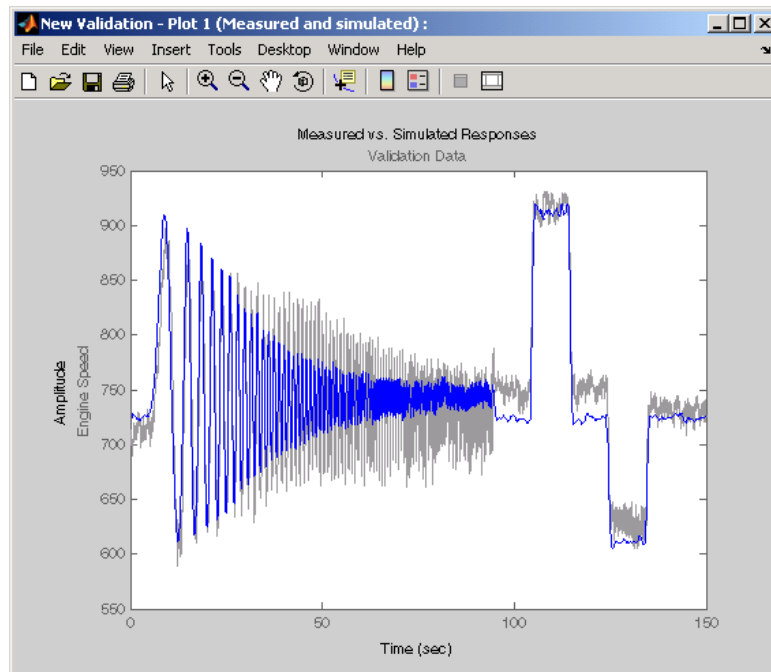 New Validation - Plot 1 (Measured and simulated) :
File Edit View Insert Tools Desktop Window Help
Measured vs. Simulated Responses
Validation Data
Amplitude
Engine Speed
950
900
850
800
750
700
650
600
550
0 50 100 150
Time (sec)